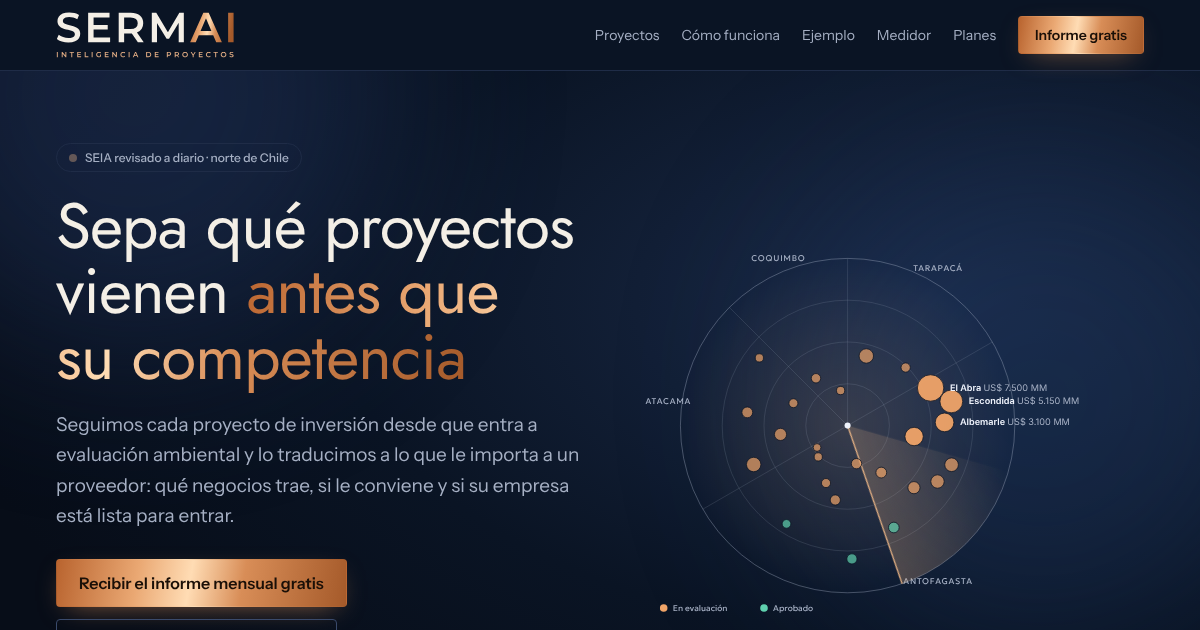 SERMAI
INTELIGENCIA DE PROYECTOS
Proyectos
Cómo funciona
Ejemplo
Medidor
Planes
Informe gratis
SEIA revisado a diario · norte de Chile
Sepa qué proyectos
vienen antes que
su competencia
Seguimos cada proyecto de inversión desde que entra a
evaluación ambiental y lo traducimos a lo que le importa a un
proveedor: qué negocios trae, si le conviene y si su empresa
está lista para entrar.
Recibir el informe mensual gratis
COQUIMBO
TARAPACÁ
ATACAMA
El Abra US$ 7.500 MM
Escondida US$ 5.150 MM
Albemarle US$ 3.100 MM
ANTOFAGASTA
En evaluación
Aprobado